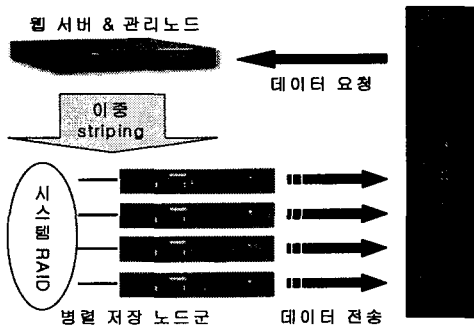 웹 서버 & 관리노드
데이터 요청
이중
striping
시스템 RAID
병렬 저장 노드군
데이터 전송